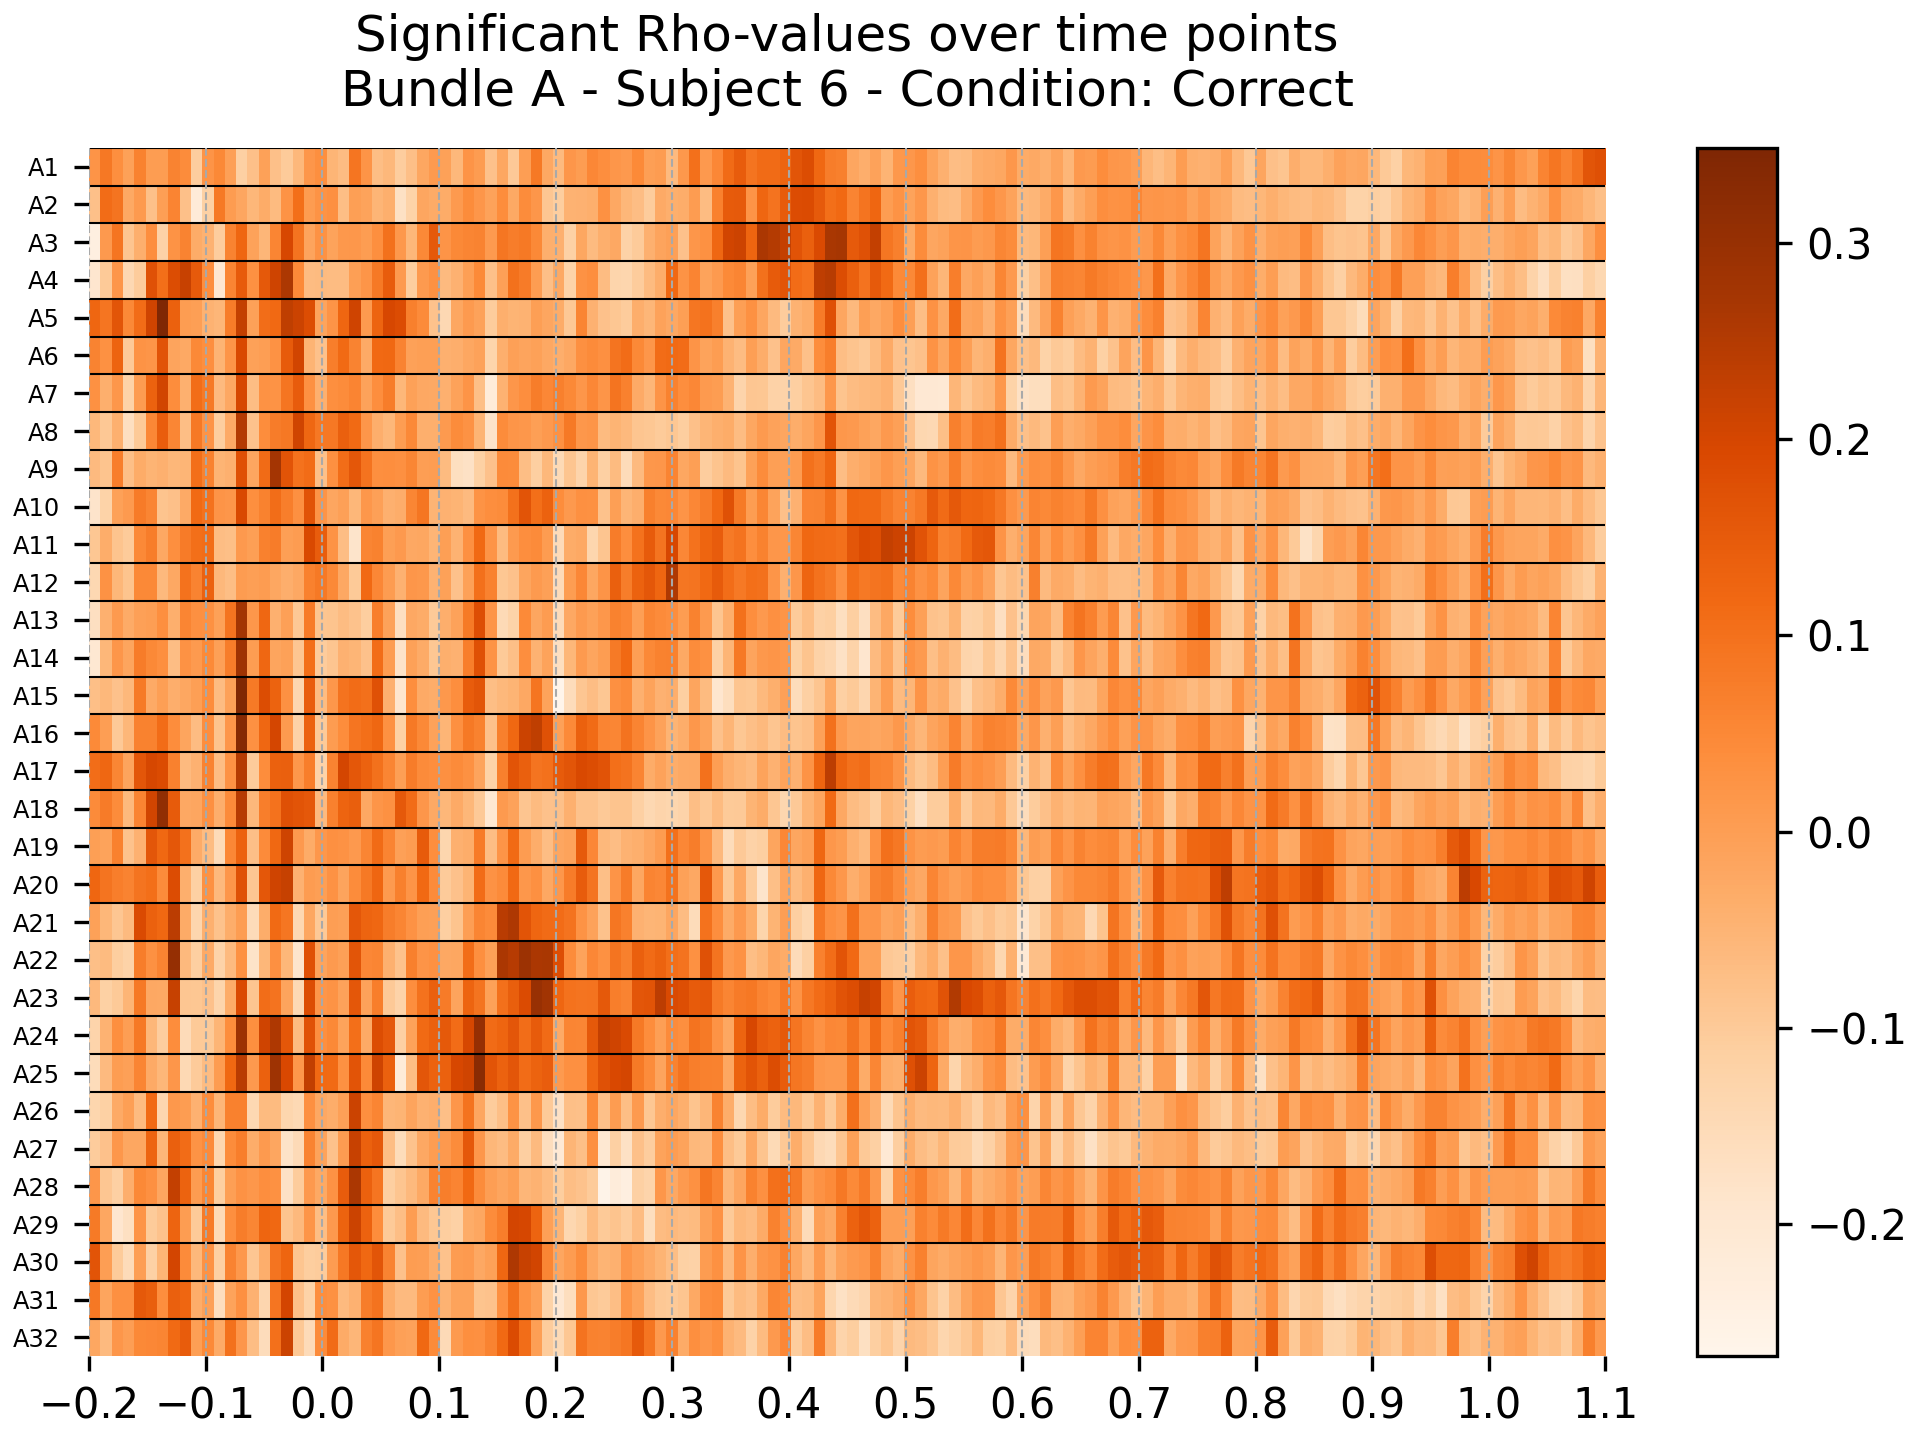 Significant Rho-values over time points
Bundle A - Subject 6 - Condition: Correct
A1
A2
A3
A4
A5
A6
A7
A8
A9
A10
A11
A12
A13
A14
A15
A16
A17
A18
A19
A20
A21
A22
A23
A24
A25
A26
A27
A28
A29
A30
A31
A32
−0.2 −0.1 0.0 0.1 0.2 0.3 0.4 0.5 0.6 0.7 0.8 0.9 1.0 1.1
0.3
0.2
0.1
0.0
−0.1
−0.2